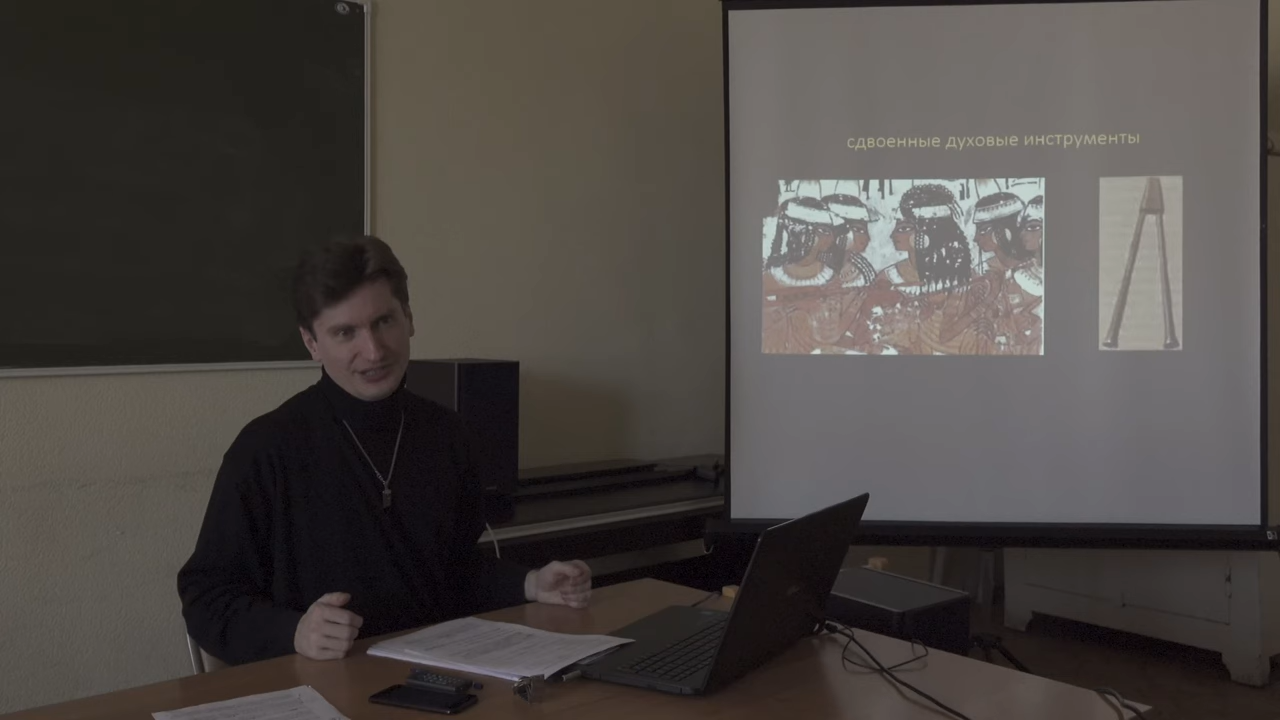 сдвоенные духовые инструменты